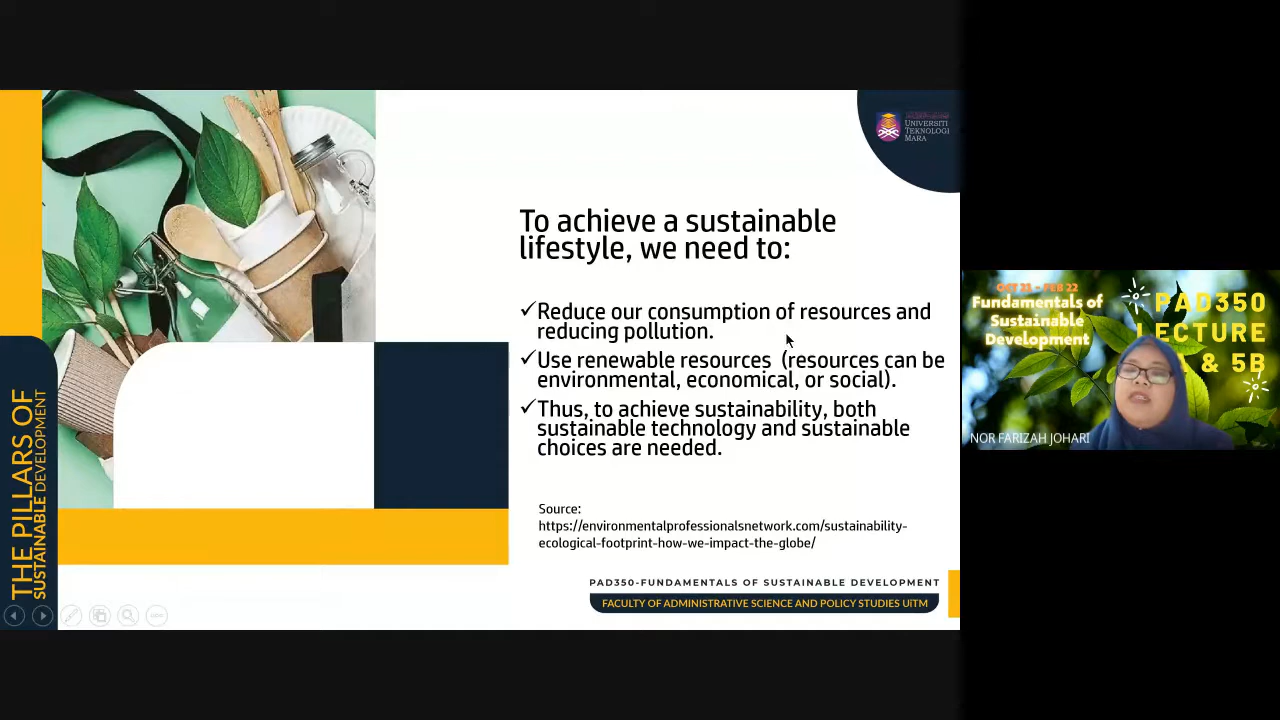 THE PILLARS OF
SUSTAINABLE DEVELOPMENT
UNIVERSITI
TEKNOLOGI
MARA
To achieve a sustainable
lifestyle, we need to:
✓Reduce our consumption of resources and
reducing pollution.
✓Use renewable resources (resources can be
environmental, economical, or social).
✓Thus, to achieve sustainability, both
sustainable technology and sustainable
choices are needed.
Source:
https://environmentalprofessionalsnetwork.com/sustainability-
ecological-footprint-how-we-impact-the-globe/
PAD350-FUNDAMENTALS OF SUSTAINABLE DEVELOPMENT
FACULTY OF ADMINISTRATIVE SCIENCE AND POLICY STUDIES UiTM
OCT 23 - FEB 22
Fundamentals of
Sustainable
Development
PAD350
LECTURE
& 5B
NOR FARIZAH JOHARI